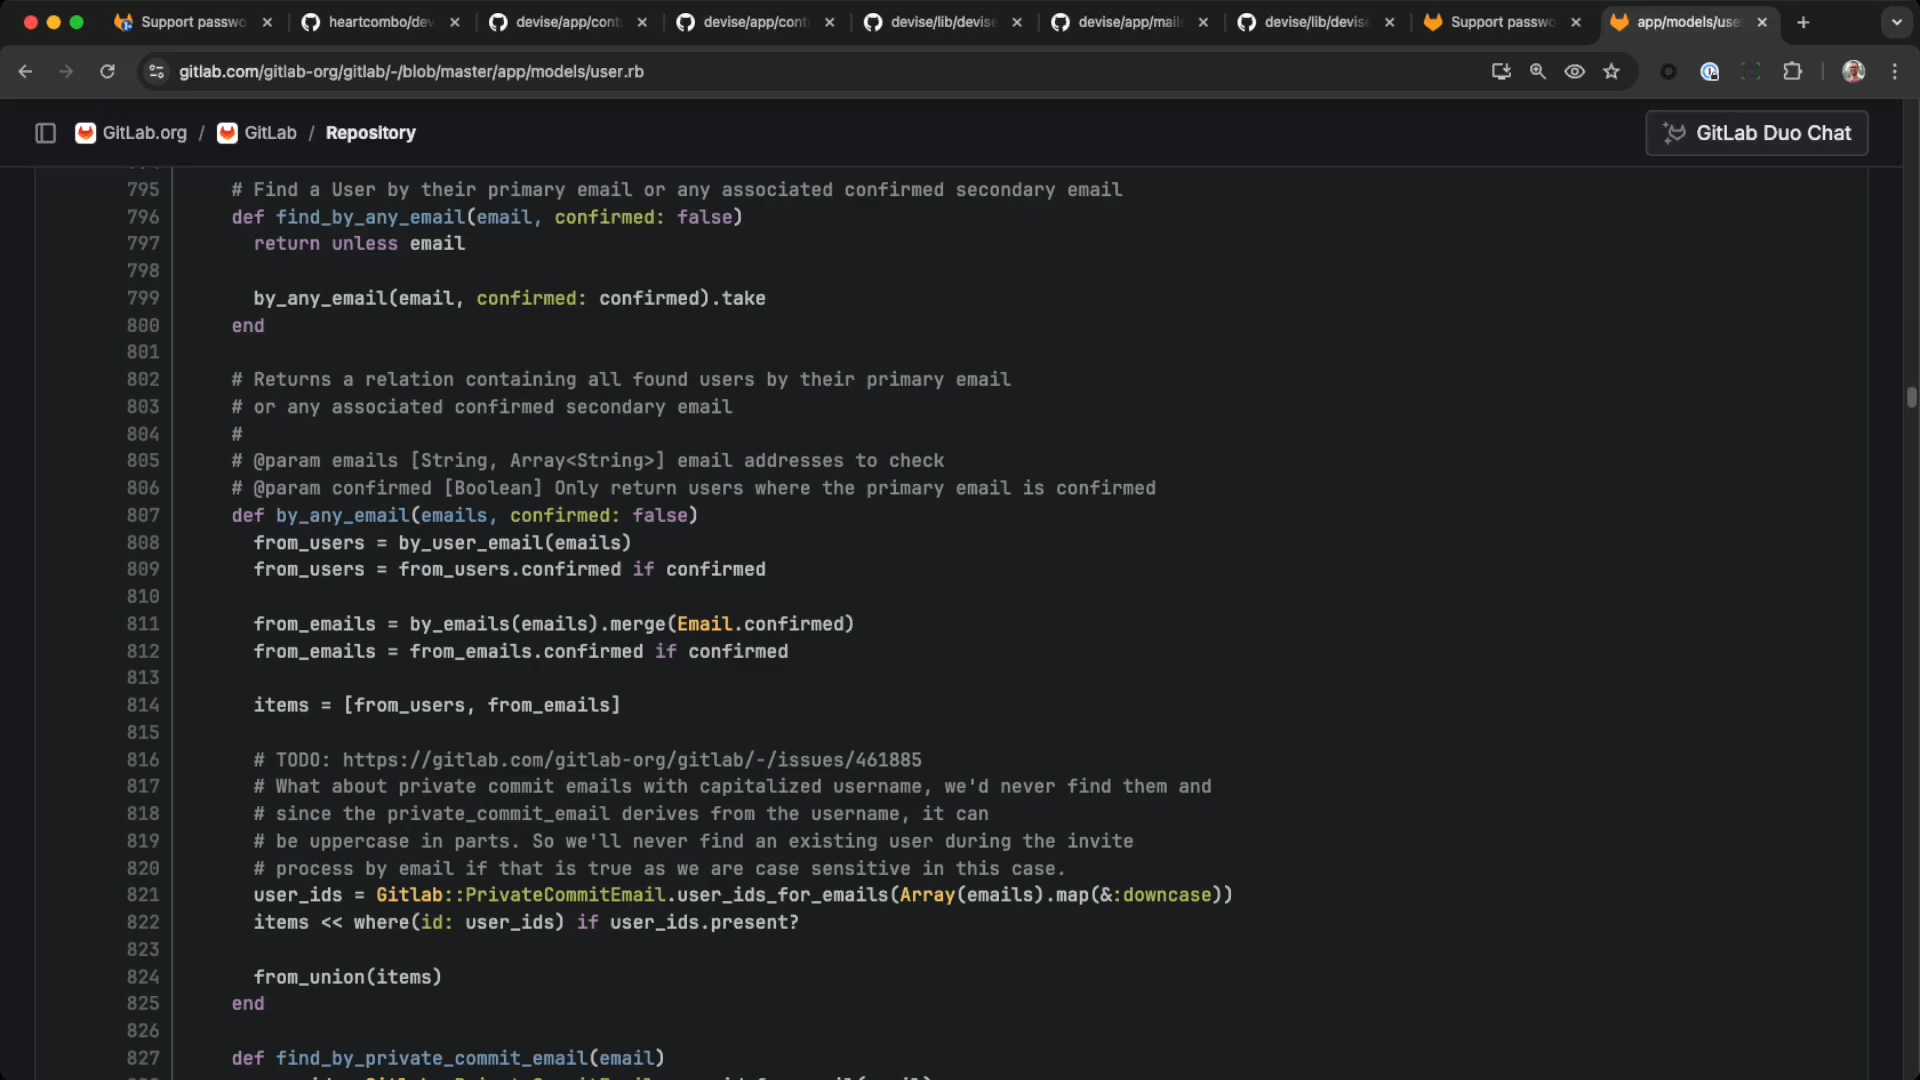 Support passwo
heartcombo/dev
devise/app/cont
devise/app/cont
devise/lib/devise
devise/app/maile
devise/lib/devise
Support passwo
app/models/use
gitlab.com/gitlab-org/gitlab/-/blob/master/app/models/user.rb
GitLab.org / GitLab / Repository
GitLab Duo Chat
795 # Find a User by their primary email or any associated confirmed secondary email
796 def find_by_any_email(email, confirmed: false)
797 return unless email
798
799 by_any_email(email, confirmed: confirmed).take
800 end
801
802 # Returns a relation containing all found users by their primary email
803 # or any associated confirmed secondary email
804 #
805 # @param emails [String, Array<String>] email addresses to check
806 # @param confirmed [Boolean] Only return users where the primary email is confirmed
807 def by_any_email(emails, confirmed: false)
808 from_users = by_user_email(emails)
809 from_users = from_users.confirmed if confirmed
810
811 from_emails = by_emails(emails).merge(Email.confirmed)
812 from_emails = from_emails.confirmed if confirmed
813
814 items = [from_users, from_emails]
815
816 # TODO: https://gitlab.com/gitlab-org/gitlab/-/issues/461885
817 # What about private commit emails with capitalized username, we'd never find them and
818 # since the private_commit_email derives from the username, it can
819 # be uppercase in parts. So we'll never find an existing user during the invite
820 # process by email if that is true as we are case sensitive in this case.
821 user_ids = Gitlab::PrivateCommitEmail.user_ids_for_emails(Array(emails).map(&:downcase))
822 items << where(id: user_ids) if user_ids.present?
823
824 from_union(items)
825 end
826
827 def find_by_private_commit_email(email)